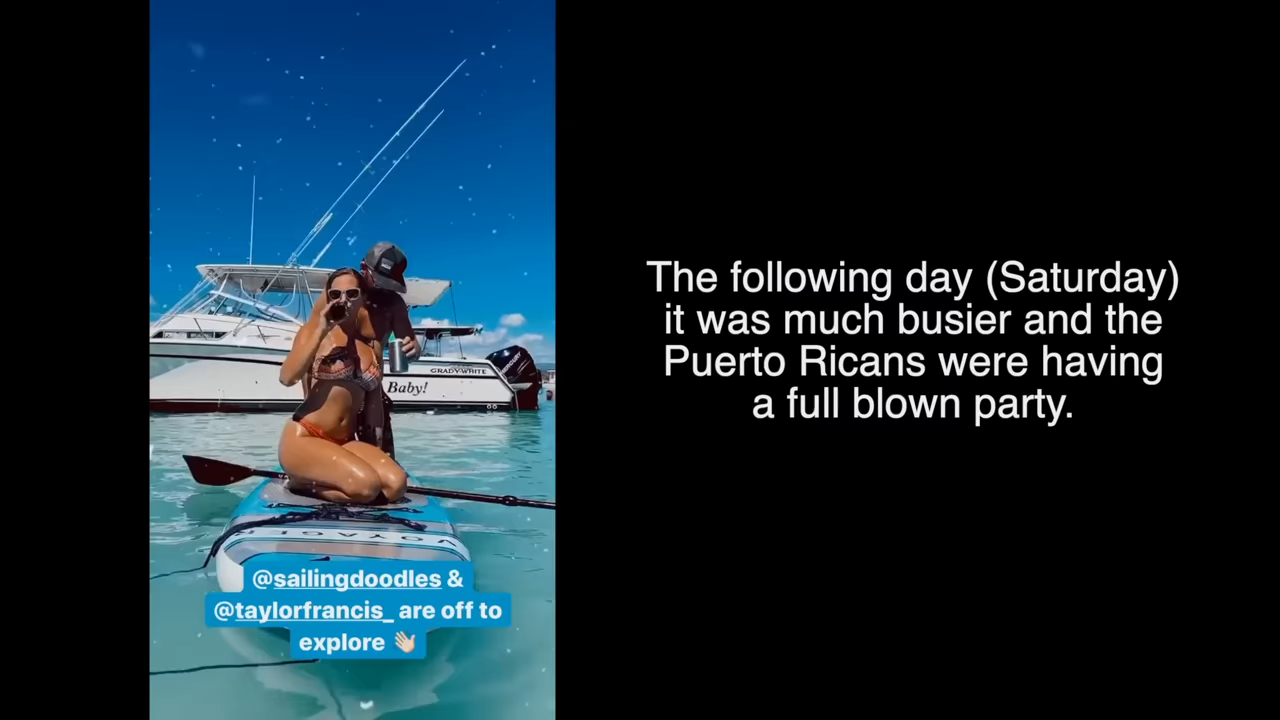 GRADY-WHITE
Baby!
VOYAGER
@sailingdoodles &
@taylorfrancis_ are off to
explore 👋🏻
The following day (Saturday)
it was much busier and the
Puerto Ricans were having
a full blown party.